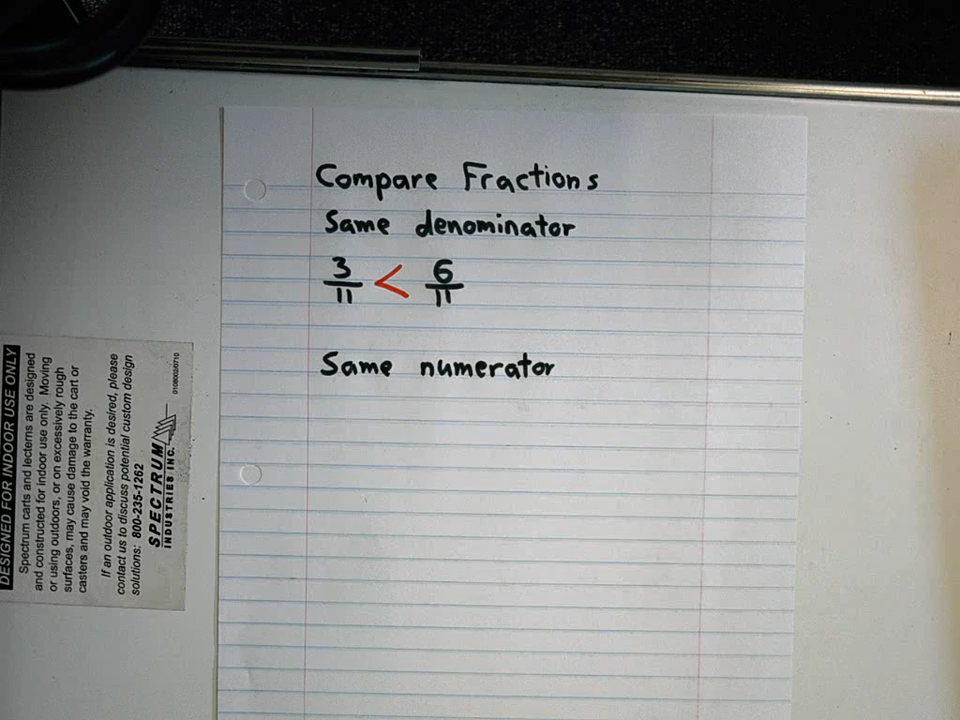 Compare Fractions
Same denominator
3/11 < 6/11
Same numerator
DESIGNED FOR INDOOR USE ONLY
Spectrum carts and lecterns are designed
and constructed for indoor use only. Moving
or using outdoors, or on excessively rough
surfaces, may cause damage to the cart or
casters and may void the warranty.
If an outdoor application is desired, please
contact us to discuss potential custom design
solutions: 800-235-1262
SPECTRUM
INDUSTRIES INC.